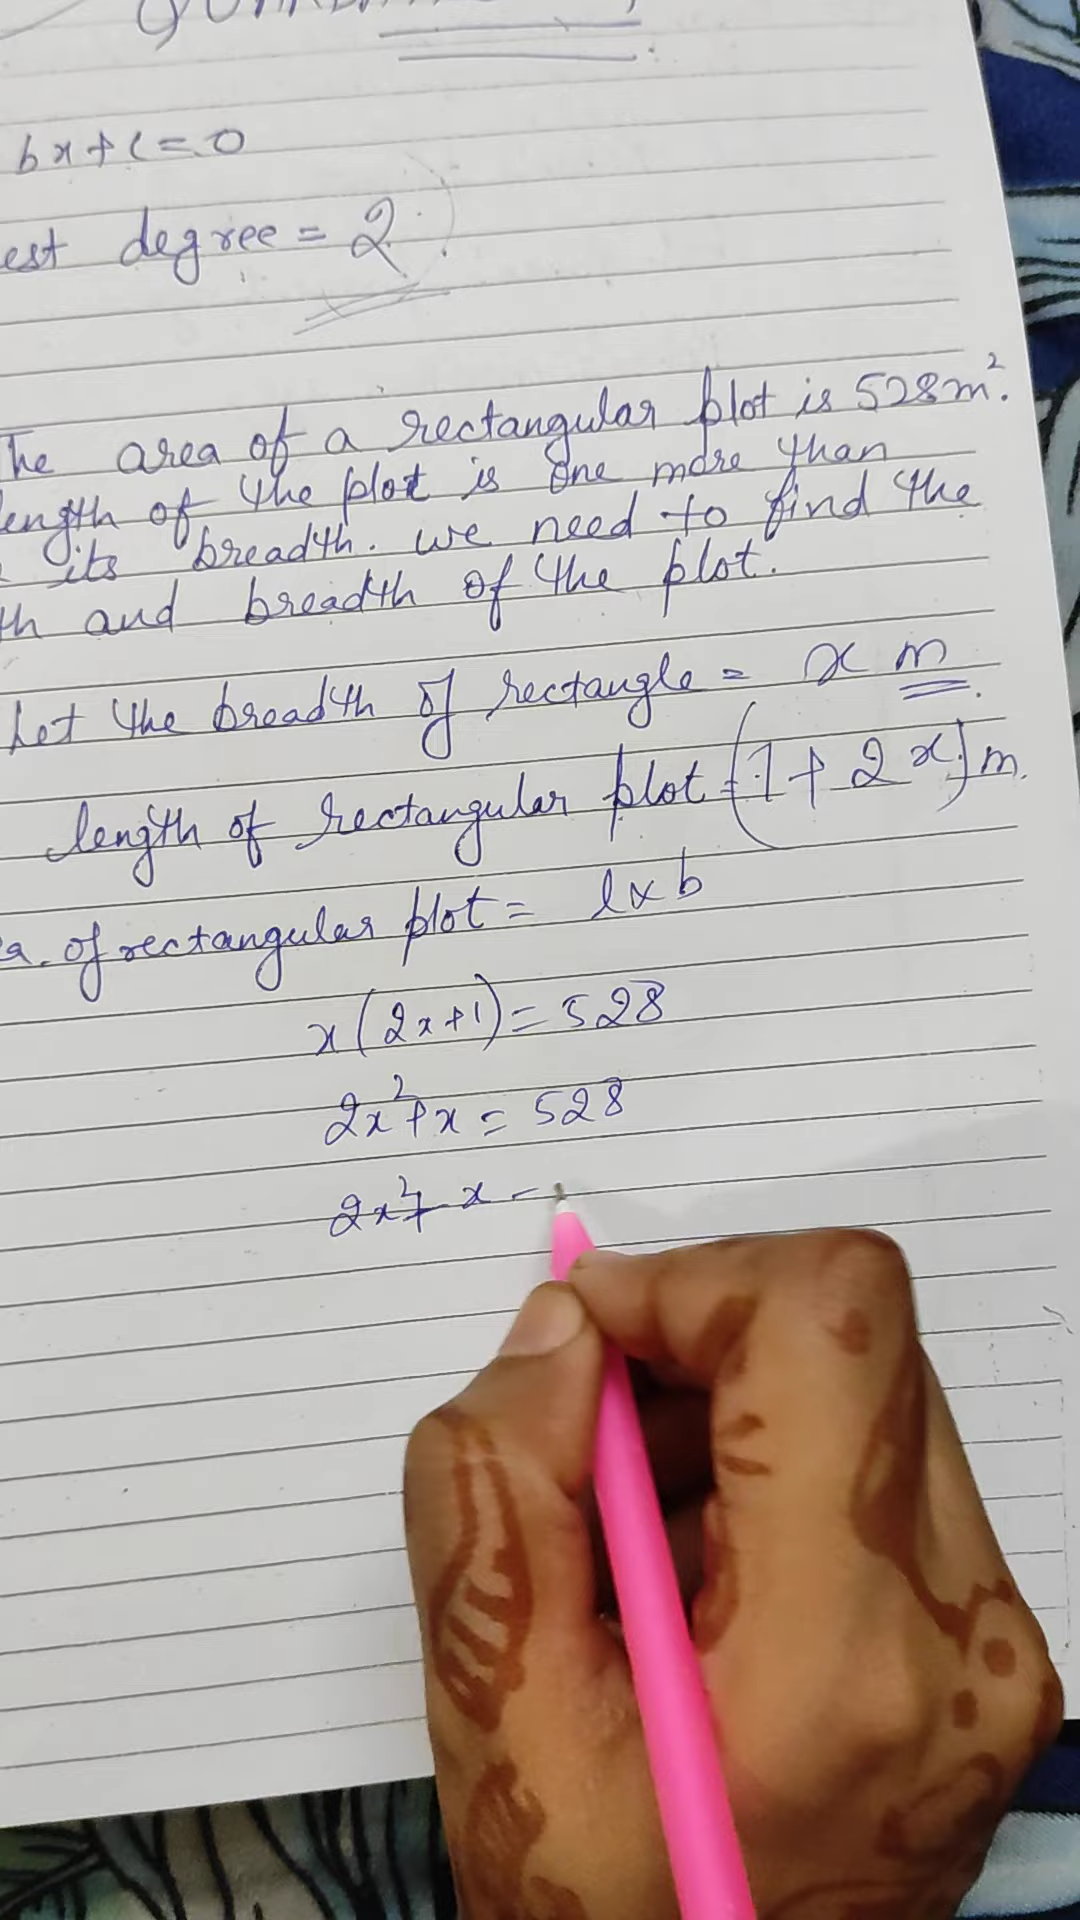 bx+c=0
est degree = 2
The area of a rectangular plot is 528m².
ength of the plot is one more than
its breadth. we need to find the
th and breadth of the plot.
Let the breadth of rectangle = x m
length of rectangular plot = (1 + 2x) m.
a. of rectangular plot = l x b
x(2x+1) = 528
2x²+x = 528
2x²+ x -